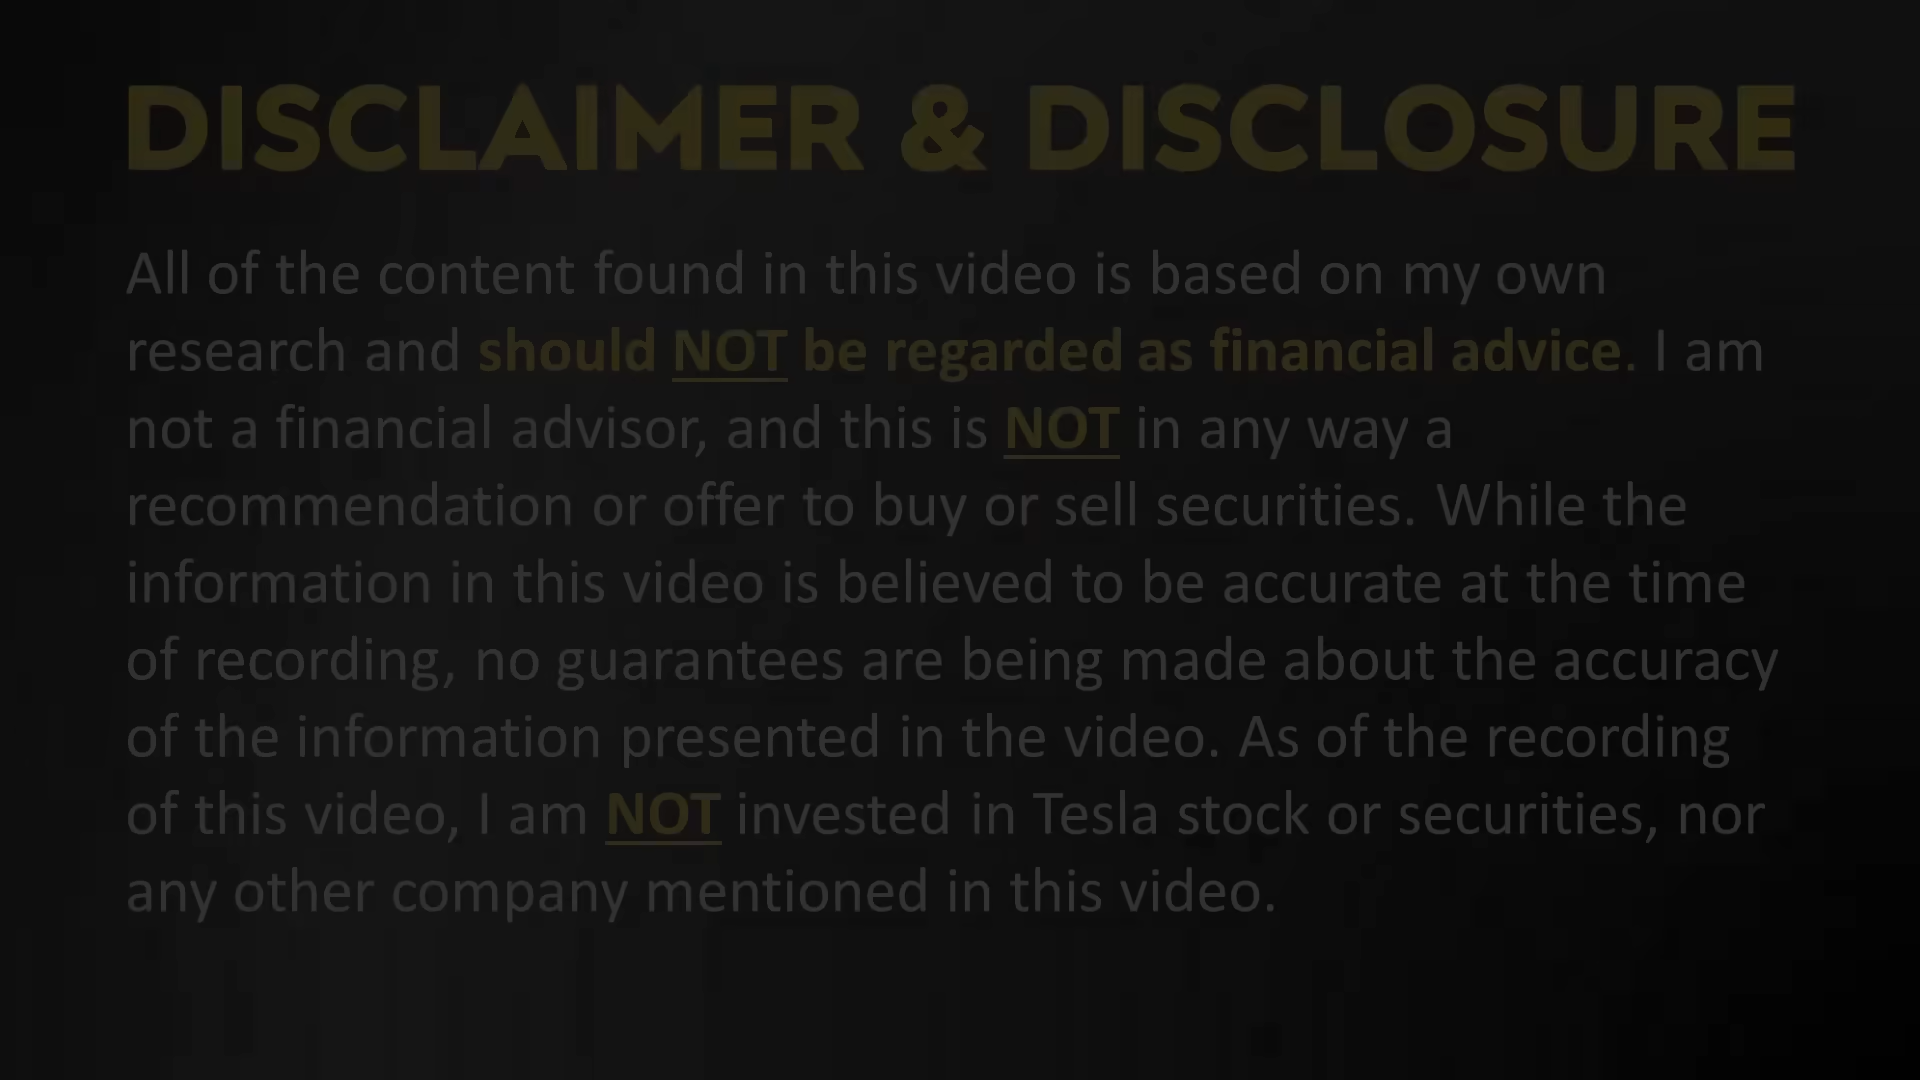 DISCLAIMER & DISCLOSURE
All of the content found in this video is based on my own
research and should NOT be regarded as financial advice. I am
not a financial advisor, and this is NOT in any way a
recommendation or offer to buy or sell securities. While the
information in this video is believed to be accurate at the time
of recording, no guarantees are being made about the accuracy
of the information presented in the video. As of the recording
of this video, I am NOT invested in Tesla stock or securities, nor
any other company mentioned in this video.